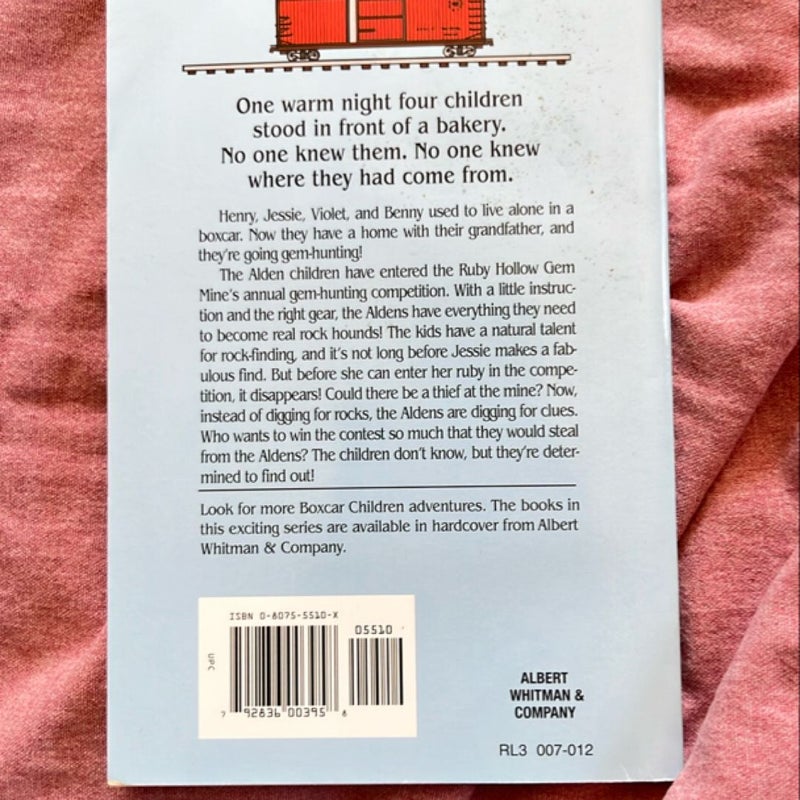 One warm night four children
stood in front of a bakery.
No one knew them. No one knew
where they had come from.
Henry, Jessie, Violet, and Benny used to live alone in a
boxcar. Now they have a home with their grandfather, and
they're going gem-hunting!
The Alden children have entered the Ruby Hollow Gem
Mine's annual gem-hunting competition. With a little instruc-
tion and the right gear, the Aldens have everything they need
to become real rock hounds! The kids have a natural talent
for rock-finding, and it's not long before Jessie makes a fab-
ulous find. But before she can enter her ruby in the compe-
tition, it disappears! Could there be a thief at the mine? Now,
instead of digging for rocks, the Aldens are digging for clues.
Who wants to win the contest so much that they would steal
from the Aldens? The children don't know, but they're deter-
mined to find out!
Look for more Boxcar Children adventures. The books in
this exciting series are available in hardcover from Albert
Whitman & Company.
ISBN 0-8075-5510-X
05510
UPC
7 92836 00395 8
ALBERT
WHITMAN &
COMPANY
RL3 007-012